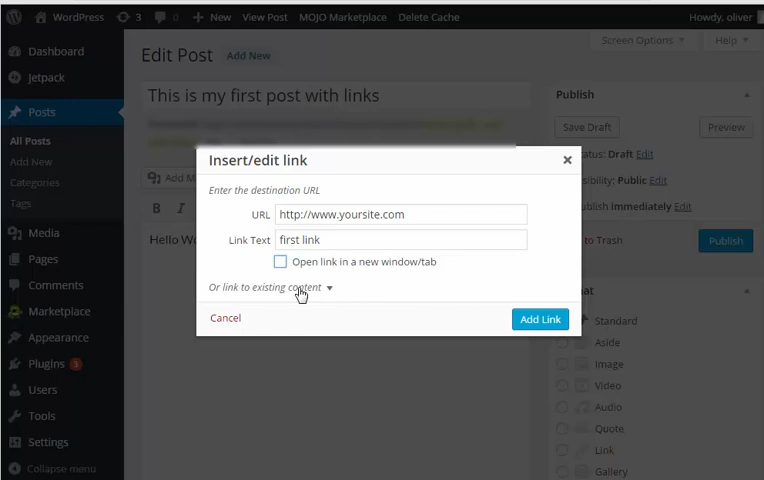 WordPress 3 0 + New View Post MOJO Marketplace Delete Cache Howdy, oliver
Screen Options Help
Dashboard
Jetpack
Posts
All Posts
Add New
Categories
Tags
Media
Pages
Comments
Marketplace
Appearance
Plugins 3
Users
Tools
Settings
Collapse menu
Edit Post Add New
This is my first post with links
Add M
B I
Hello Wo
Insert/edit link
Enter the destination URL
URL http://www.yoursite.com
Link Text first link
Open link in a new window/tab
Or link to existing content
Cancel Add Link
Publish
Save Draft Preview
tatus: Draft Edit
sibility: Public Edit
ublish immediately Edit
to Trash Publish
at
Standard
Aside
Image
Video
Audio
Quote
Link
Gallery